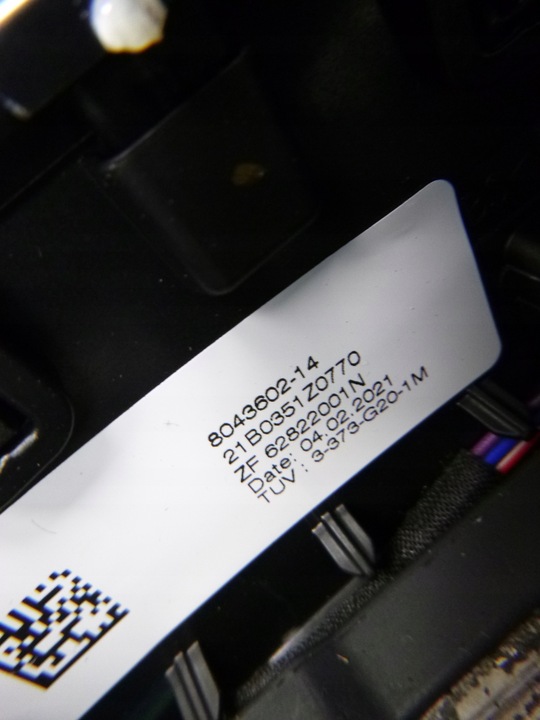 8043602-14
21B0351Z0770
ZF 62822001N
Date: 04.02.2021
TUV : 3-373-G20-1M